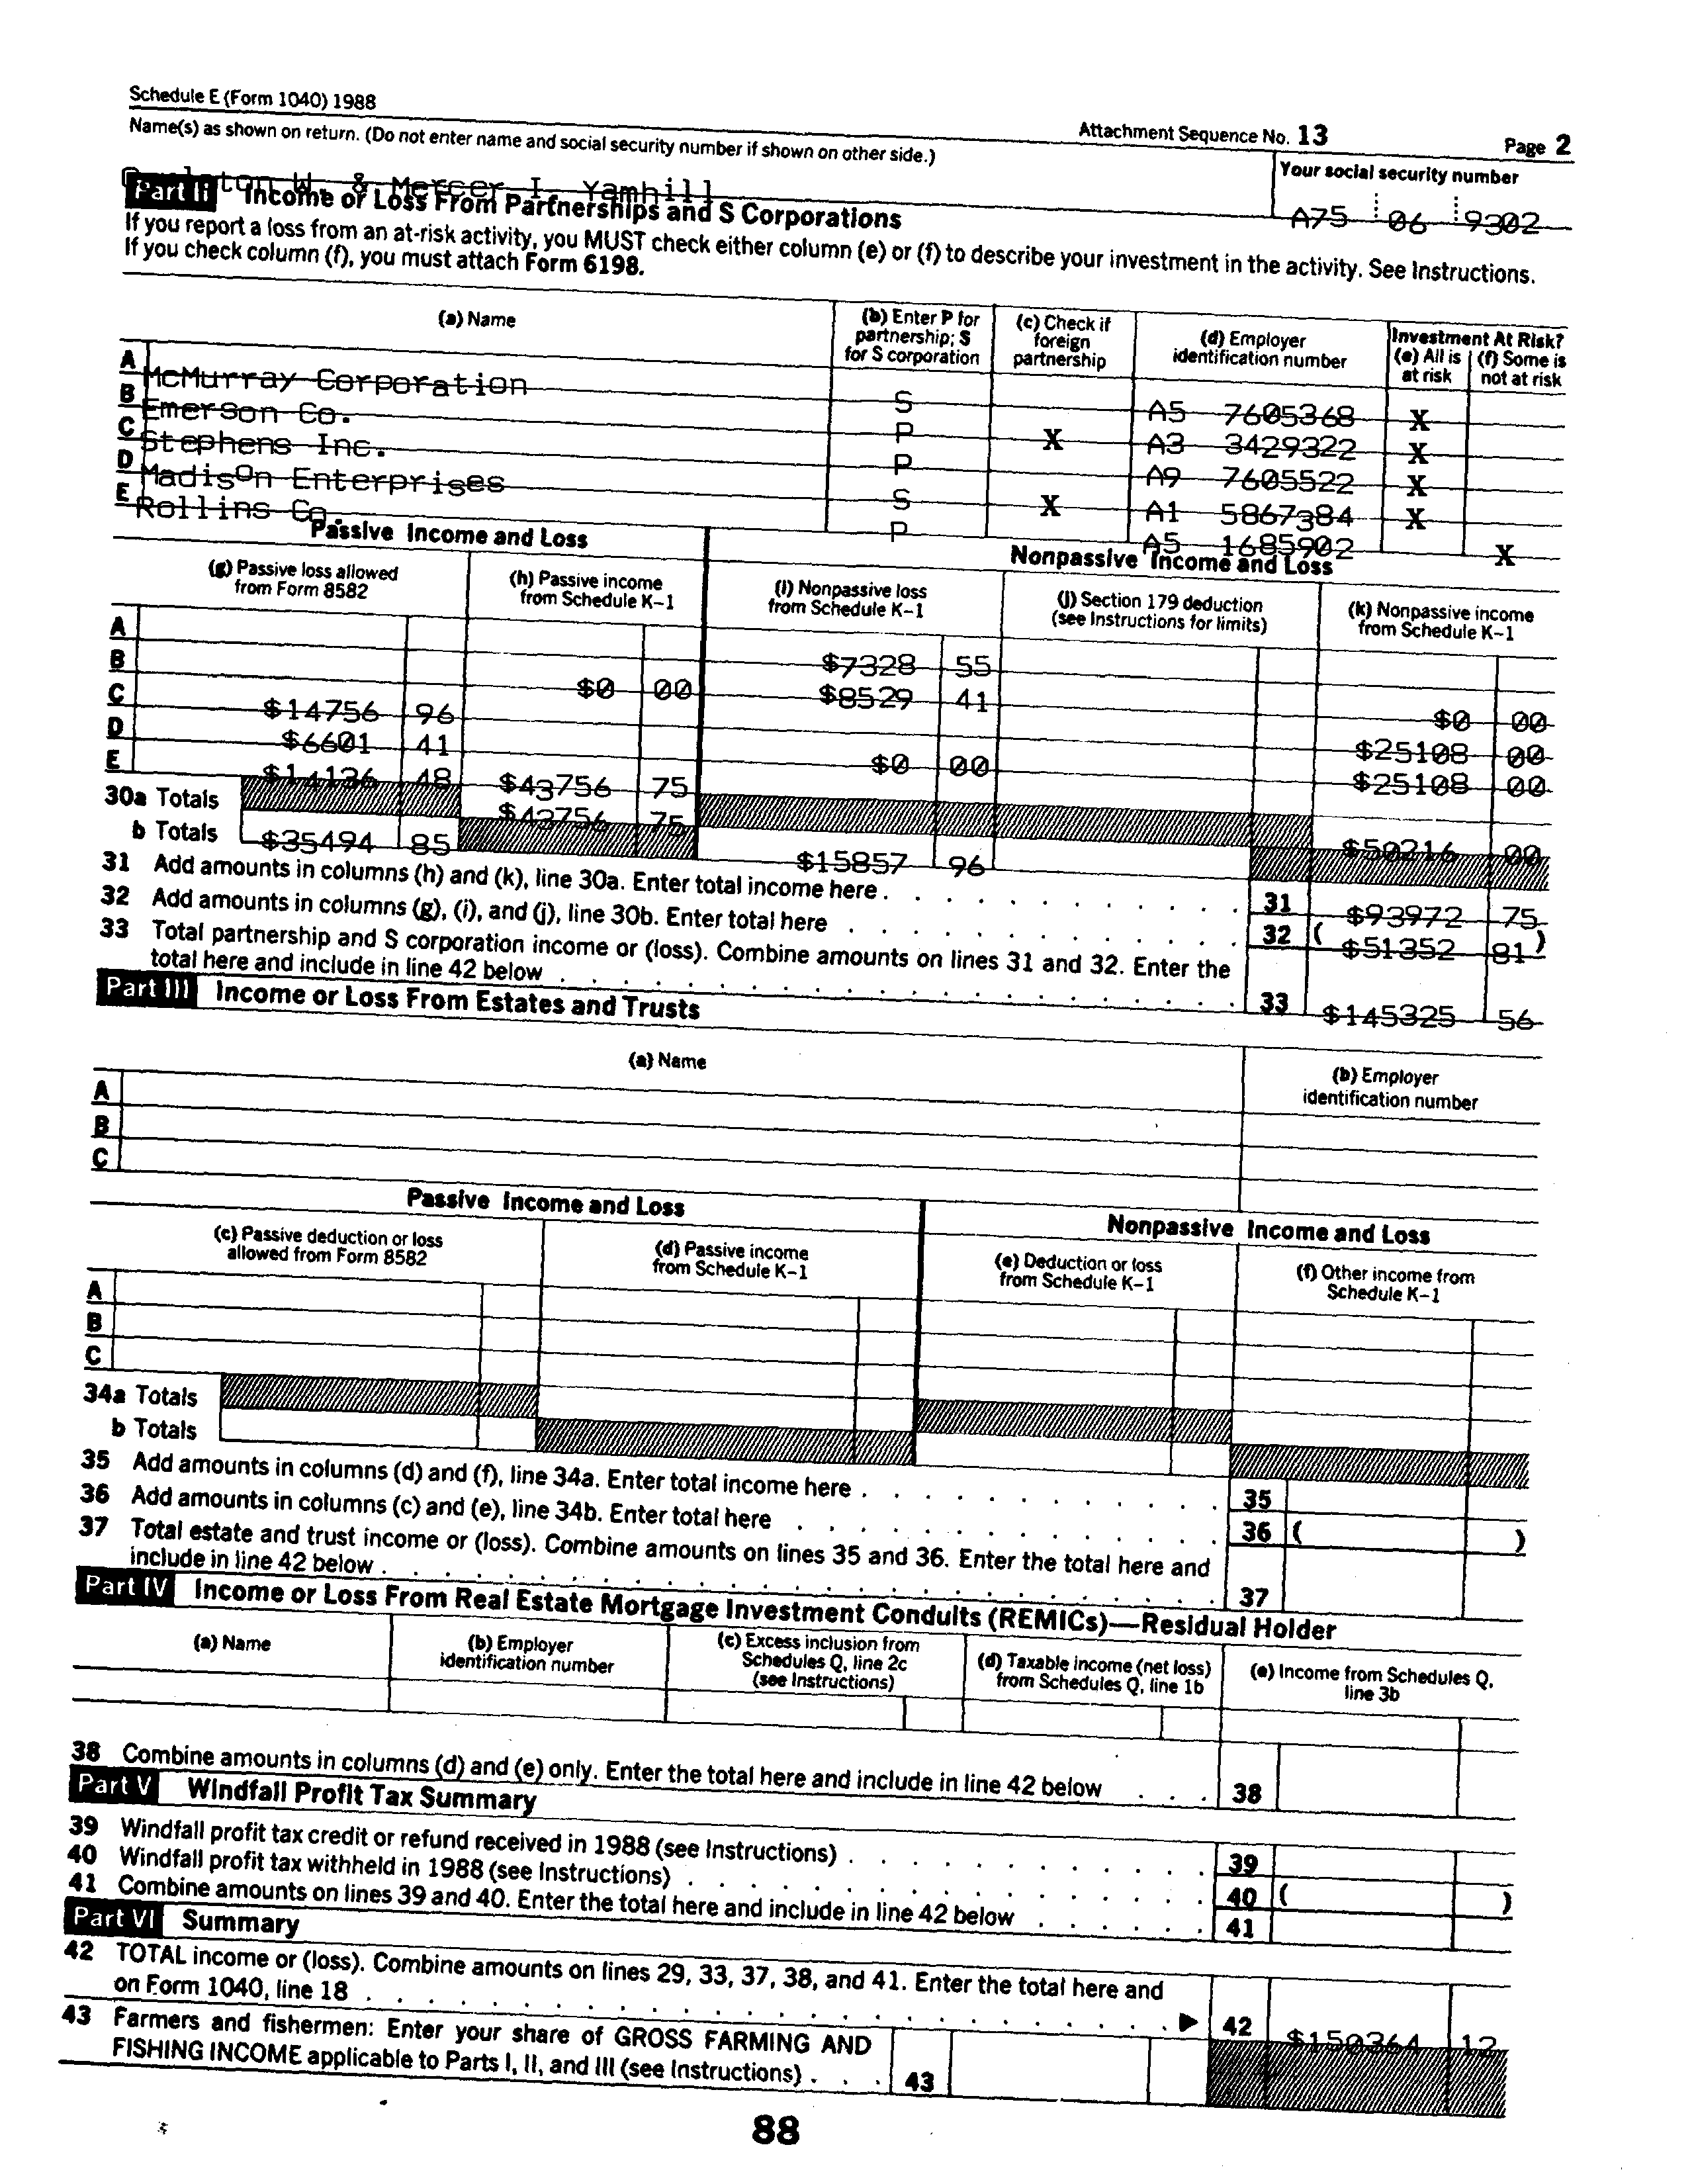 Schedule E (Form 1040) 1988
Attachment Sequence No. 13
Page 2
Name(s) as shown on return. (Do not enter name and social security number if shown on other side.)
Your social security number
W. & Mercer I. Yamhill
A75 06 9302
Part II Income or Loss From Partnerships and S Corporations
If you report a loss from an at-risk activity, you MUST check either column (e) or (f) to describe your investment in the activity. See Instructions.
If you check column (f), you must attach Form 6198.
(a) Name
(b) Enter P for partnership; S for S corporation
(c) Check if foreign partnership
(d) Employer identification number
Investment At Risk?
(e) All is at risk
(f) Some is not at risk
A McMurray Corporation S A5 7605368 X
B Emerson Co. P X A3 3429322 X
C Stephens Inc. P A9 7605522 X
D Madison Enterprises S X A1 5867384 X
E Rollins Co. P A5 1685902 X
Passive Income and Loss
Nonpassive Income and Loss
(g) Passive loss allowed from Form 8582
(h) Passive income from Schedule K-1
(i) Nonpassive loss from Schedule K-1
(j) Section 179 deduction (see Instructions for limits)
(k) Nonpassive income from Schedule K-1
A $7328 55
B $0 00 $8529 41 $0 00
C $14756 96 $25108 00
D $6601 41 $0 00 $25108 00
E $14136 48 $43756 75
30a Totals $43756 75 $50216 00
b Totals $35494 85 $15857 96
31 Add amounts in columns (h) and (k), line 30a. Enter total income here 31 $93972 75
32 Add amounts in columns (g), (i), and (j), line 30b. Enter total here 32 ( $51352 81 )
33 Total partnership and S corporation income or (loss). Combine amounts on lines 31 and 32. Enter the
total here and include in line 42 below 33 $145325 56
Part III Income or Loss From Estates and Trusts
(a) Name
(b) Employer identification number
A
B
C
Passive Income and Loss
Nonpassive Income and Loss
(c) Passive deduction or loss allowed from Form 8582
(d) Passive income from Schedule K-1
(e) Deduction or loss from Schedule K-1
(f) Other income from Schedule K-1
A
B
C
34a Totals
b Totals
35 Add amounts in columns (d) and (f), line 34a. Enter total income here 35
36 Add amounts in columns (c) and (e), line 34b. Enter total here 36 ( )
37 Total estate and trust income or (loss). Combine amounts on lines 35 and 36. Enter the total here and
include in line 42 below 37
Part IV Income or Loss From Real Estate Mortgage Investment Conduits (REMICs)—Residual Holder
(a) Name
(b) Employer identification number
(c) Excess inclusion from Schedules Q, line 2c (see Instructions)
(d) Taxable income (net loss) from Schedules Q, line 1b
(e) Income from Schedules Q, line 3b
38 Combine amounts in columns (d) and (e) only. Enter the total here and include in line 42 below 38
Part V Windfall Profit Tax Summary
39 Windfall profit tax credit or refund received in 1988 (see Instructions) 39
40 Windfall profit tax withheld in 1988 (see Instructions) 40 ( )
41 Combine amounts on lines 39 and 40. Enter the total here and include in line 42 below 41
Part VI Summary
42 TOTAL income or (loss). Combine amounts on lines 29, 33, 37, 38, and 41. Enter the total here and
on Form 1040, line 18 ▶ 42 $150364 12
43 Farmers and fishermen: Enter your share of GROSS FARMING AND
FISHING INCOME applicable to Parts I, II, and III (see Instructions) 43
88